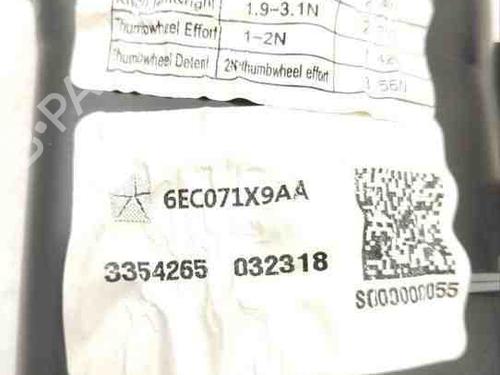 1.9-3.1N
Thumbwheel Effort
1~2N
Thumbwheel Detent
2N*thumbwheel effort
6EC071X9AA
3354265 032318
S000000055